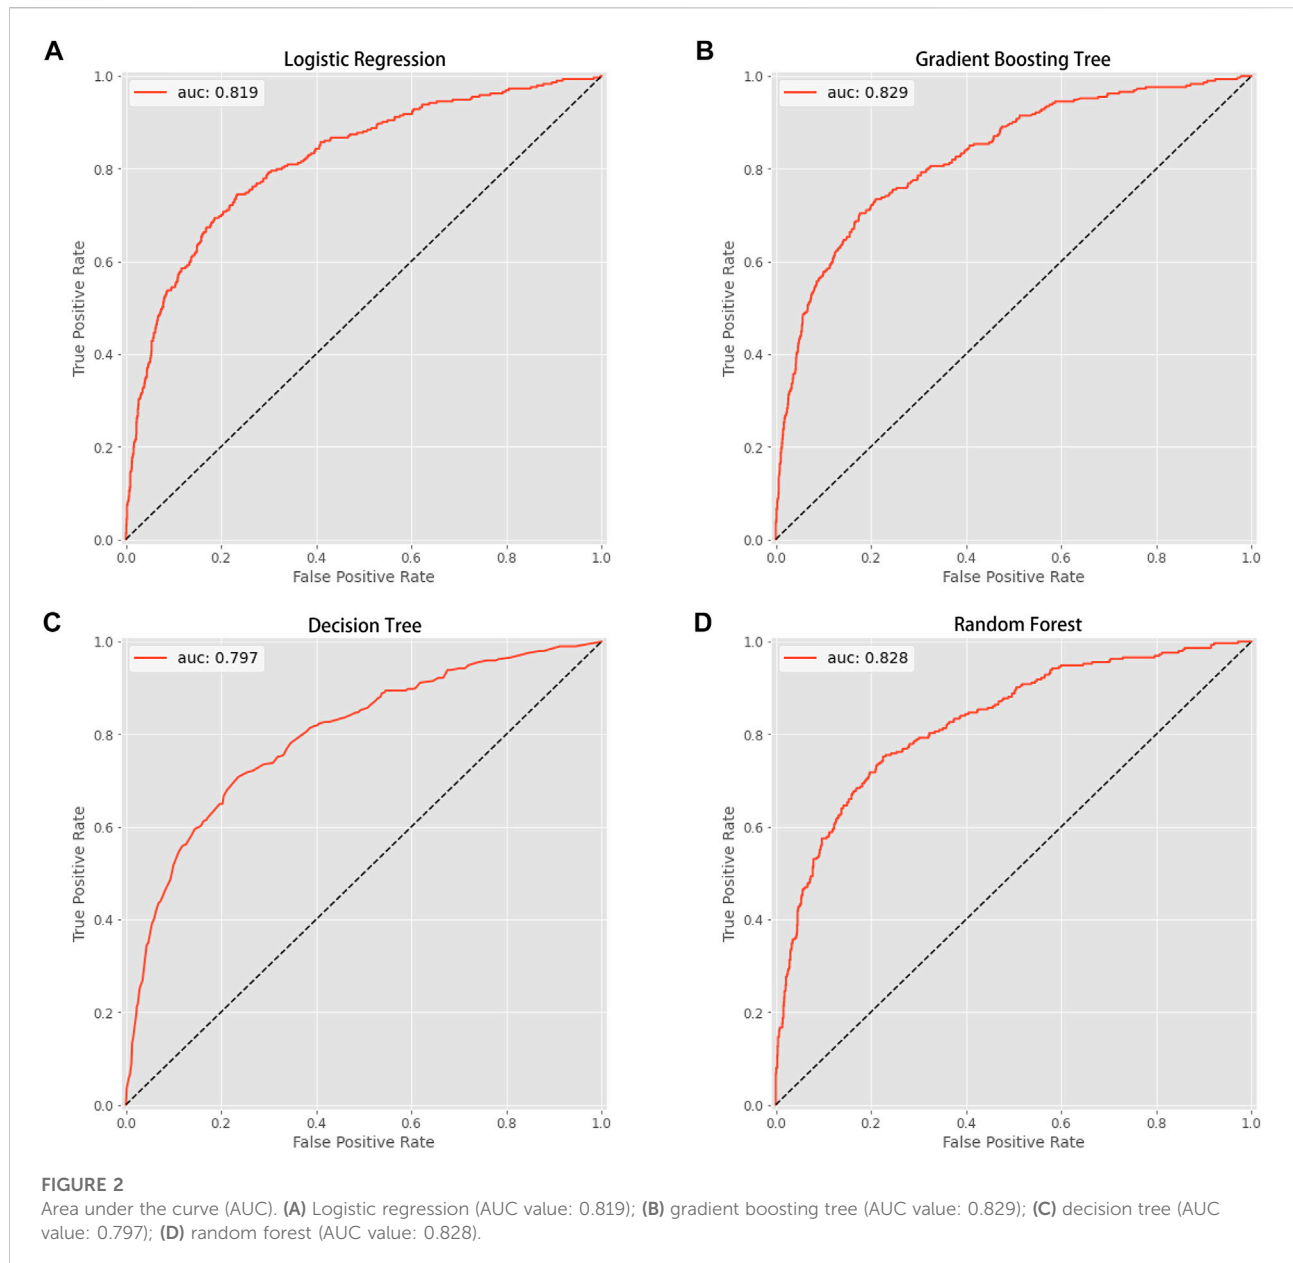 A
Logistic Regression
auc: 0.819
1.0
0.8
0.6
0.4
0.2
0.0
True Positive Rate
0.0 0.2 0.4 0.6 0.8 1.0
False Positive Rate
B
Gradient Boosting Tree
auc: 0.829
1.0
0.8
0.6
0.4
0.2
0.0
True Positive Rate
0.0 0.2 0.4 0.6 0.8 1.0
False Positive Rate
C
Decision Tree
auc: 0.797
1.0
0.8
0.6
0.4
0.2
0.0
True Positive Rate
0.0 0.2 0.4 0.6 0.8 1.0
False Positive Rate
D
Random Forest
auc: 0.828
1.0
0.8
0.6
0.4
0.2
0.0
True Positive Rate
0.0 0.2 0.4 0.6 0.8 1.0
False Positive Rate
FIGURE 2
Area under the curve (AUC). (A) Logistic regression (AUC value: 0.819); (B) gradient boosting tree (AUC value: 0.829); (C) decision tree (AUC
value: 0.797); (D) random forest (AUC value: 0.828).